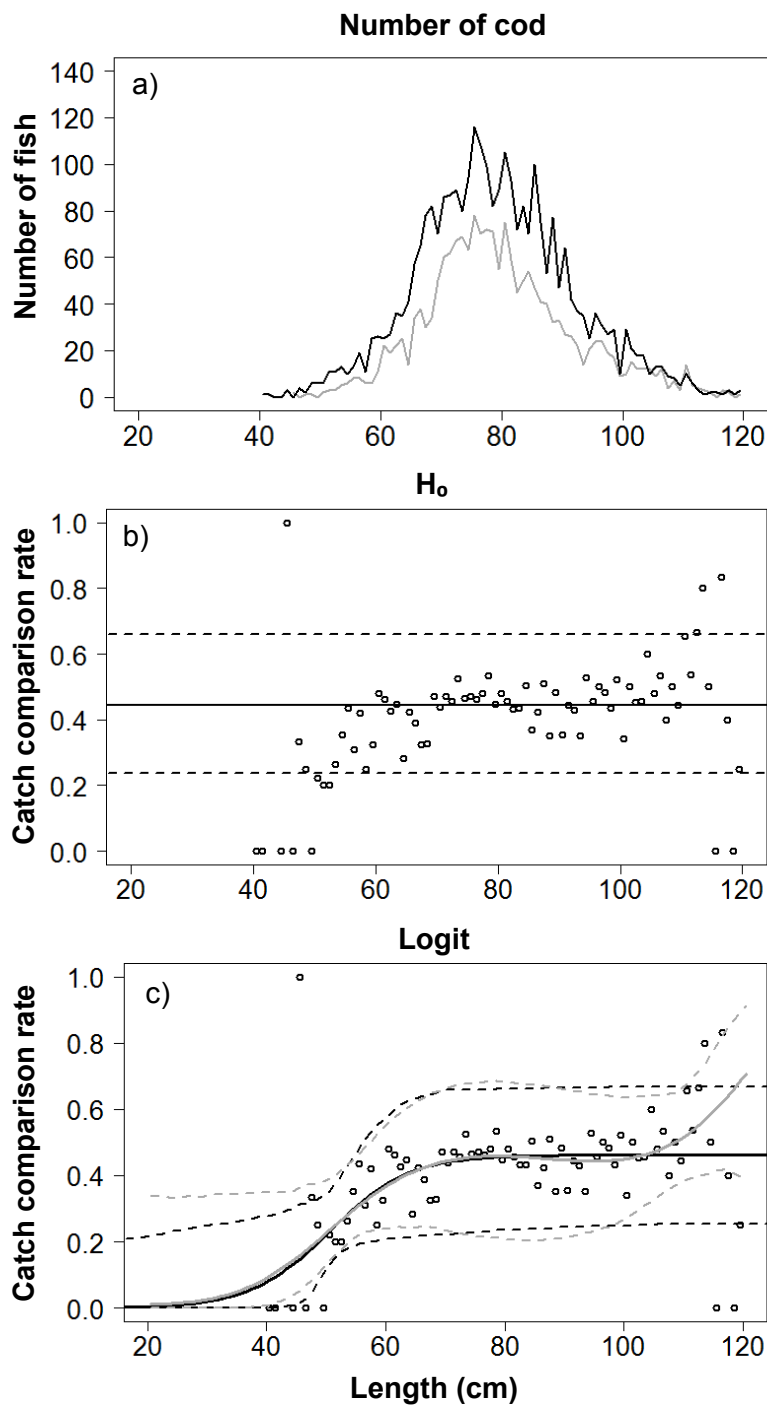 Number of cod
a)
Number of fish
140
120
100
80
60
40
20
0
20 40 60 80 100 120
Hₒ
b)
Catch comparison rate
1.0
0.8
0.6
0.4
0.2
0.0
20 40 60 80 100 120
Logit
c)
Catch comparison rate
1.0
0.8
0.6
0.4
0.2
0.0
20 40 60 80 100 120
Length (cm)